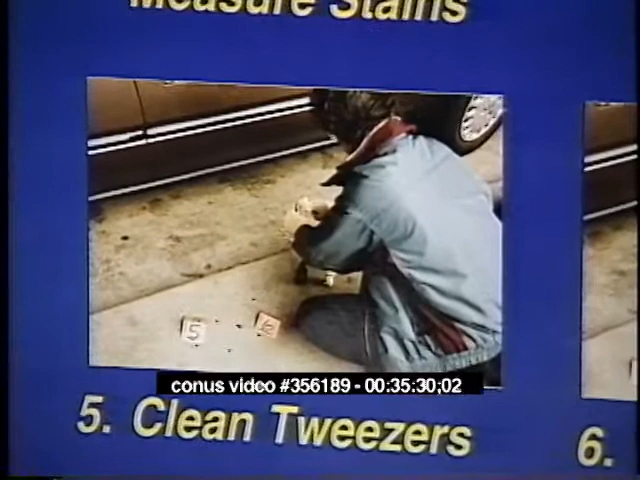 Measure Stains
5
6
conus video #356189 - 00:35:30;02
5. Clean Tweezers
6.